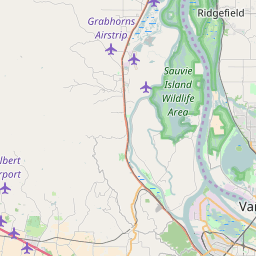 Ridgefield
Grabhorns
Airstrip
Sauvie
Island
Wildlife
Area
lbert
rport
Van